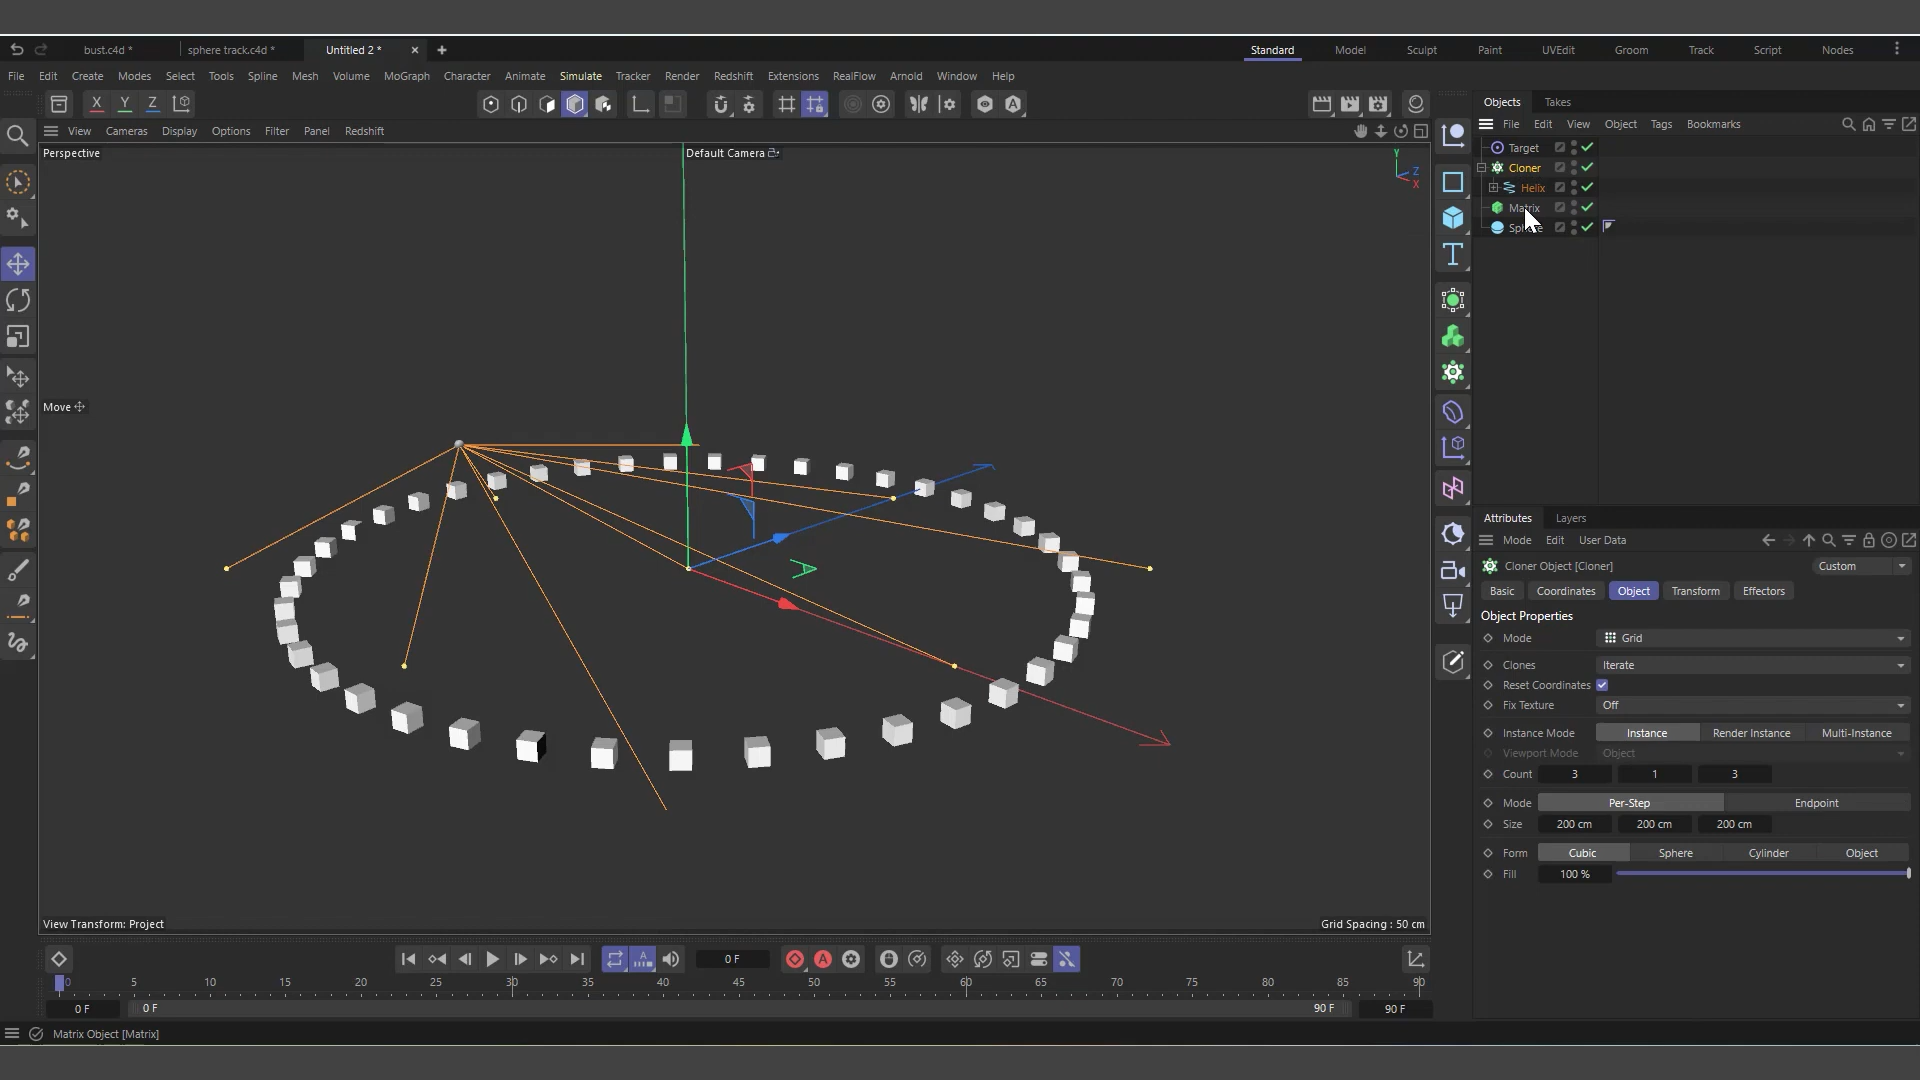 bust.c4d *
sphere track.c4d *
Untitled 2 *
Standard
Model
Sculpt
Paint
UVEdit
Groom
Track
Script
Nodes
File Edit Create Modes Select Tools Spline Mesh Volume MoGraph Character Animate Simulate Tracker Render Redshift Extensions RealFlow Arnold Window Help
X Y Z
Objects Takes
View Cameras Display Options Filter Panel Redshift
File Edit View Object Tags Bookmarks
Perspective
Default Camera
Y
Z
X
Target
Cloner
Helix
Matrix
Move
Attributes Layers
Mode Edit User Data
Cloner Object [Cloner]
Custom
Basic Coordinates Object Transform Effectors
Object Properties
Mode Grid
Clones Iterate
Reset Coordinates
Fix Texture Off
Instance Mode Instance Render Instance Multi-Instance
Viewport Mode Object
Count 3 1 3
Mode Per-Step Endpoint
Size 200 cm 200 cm 200 cm
Form Cubic Sphere Cylinder Object
Fill 100 %
View Transform: Project
Grid Spacing : 50 cm
0 F
0 5 10 15 20 25 30 35 40 45 50 55 60 65 70 75 80 85 90
0 F 0 F 90 F 90 F
Matrix Object [Matrix]